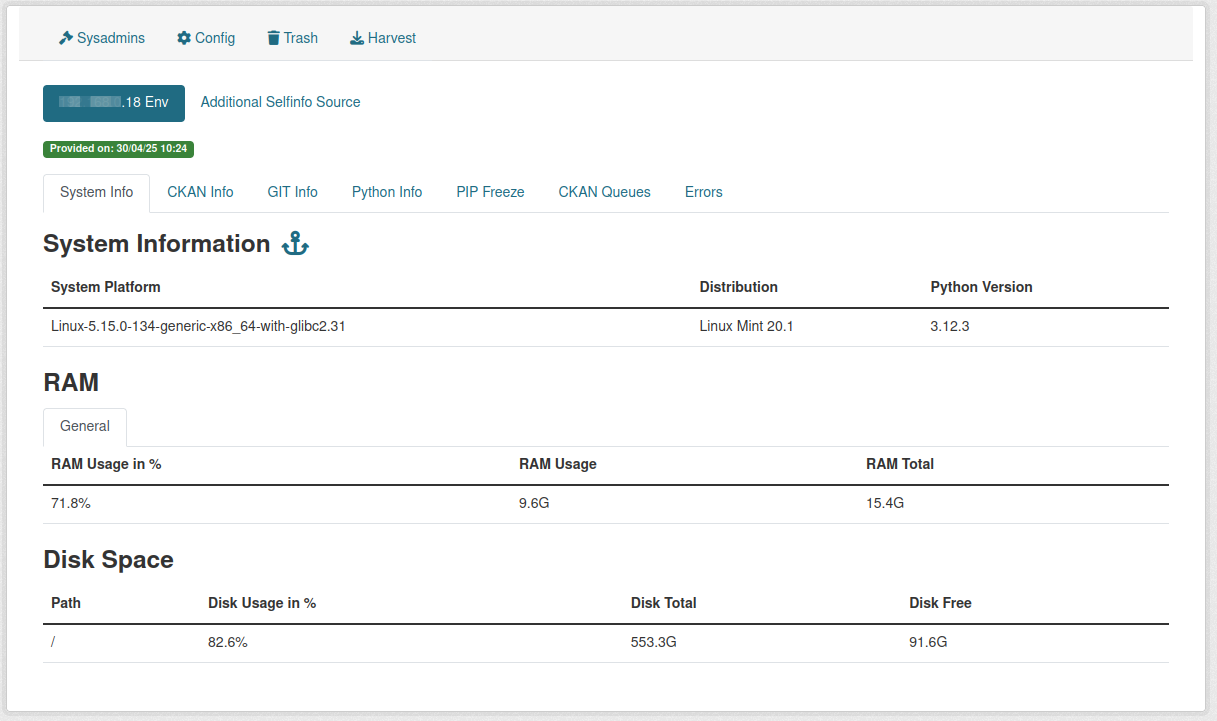 Sysadmins Config Trash Harvest
.18 Env Additional Selfinfo Source
Provided on: 30/04/25 10:24
System Info CKAN Info GIT Info Python Info PIP Freeze CKAN Queues Errors
System Information
System Platform Distribution Python Version
Linux-5.15.0-134-generic-x86_64-with-glibc2.31 Linux Mint 20.1 3.12.3
RAM
General
RAM Usage in % RAM Usage RAM Total
71.8% 9.6G 15.4G
Disk Space
Path Disk Usage in % Disk Total Disk Free
/ 82.6% 553.3G 91.6G